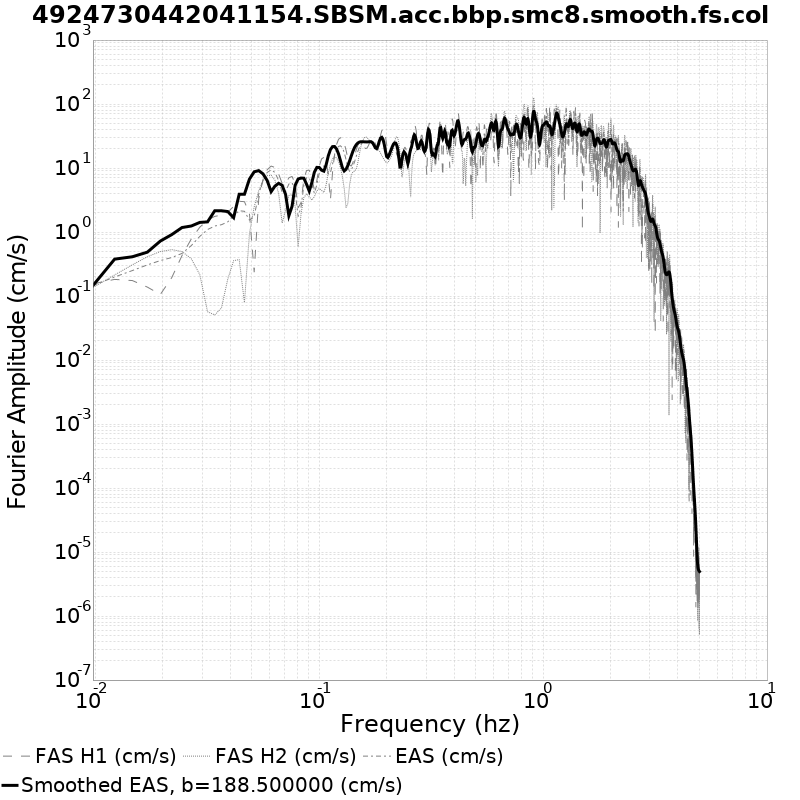 4924730442041154.SBSM.acc.bbp.smc8.smooth.fs.col
10^3
10^2
10^1
10^0
10^-1
10^-2
10^-3
10^-4
10^-5
10^-6
10^-7
Fourier Amplitude (cm/s)
10^-2 10^-1 10^0 10^1
Frequency (hz)
FAS H1 (cm/s) FAS H2 (cm/s) EAS (cm/s)
Smoothed EAS, b=188.500000 (cm/s)